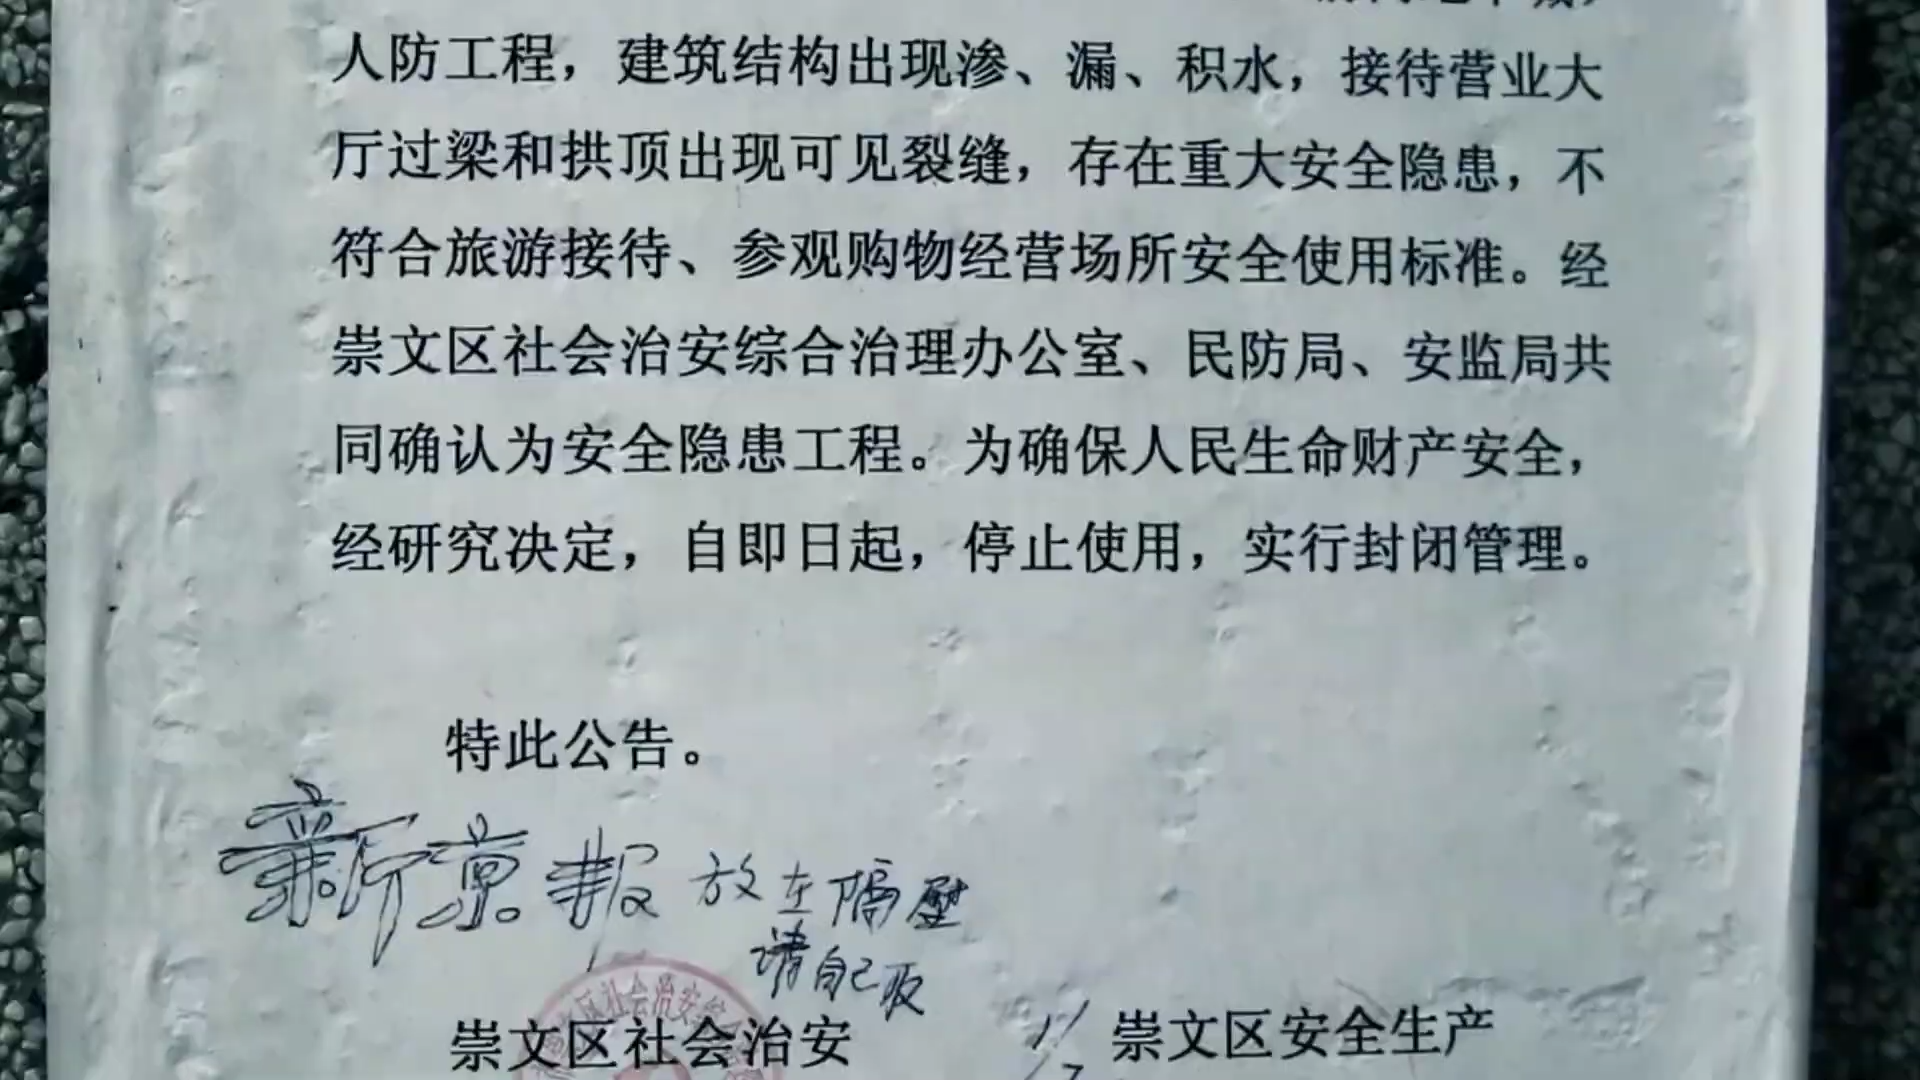 人防工程，建筑结构出现渗、漏、积水，接待营业大
厅过梁和拱顶出现可见裂缝，存在重大安全隐患，不
符合旅游接待、参观购物经营场所安全使用标准。经
崇文区社会治安综合治理办公室、民防局、安监局共
同确认为安全隐患工程。为确保人民生命财产安全，
经研究决定，自即日起，停止使用，实行封闭管理。
特此公告。
新京报 放在隔壁
请自己取
区社会治安综
崇文区社会治安
崇文区安全生产